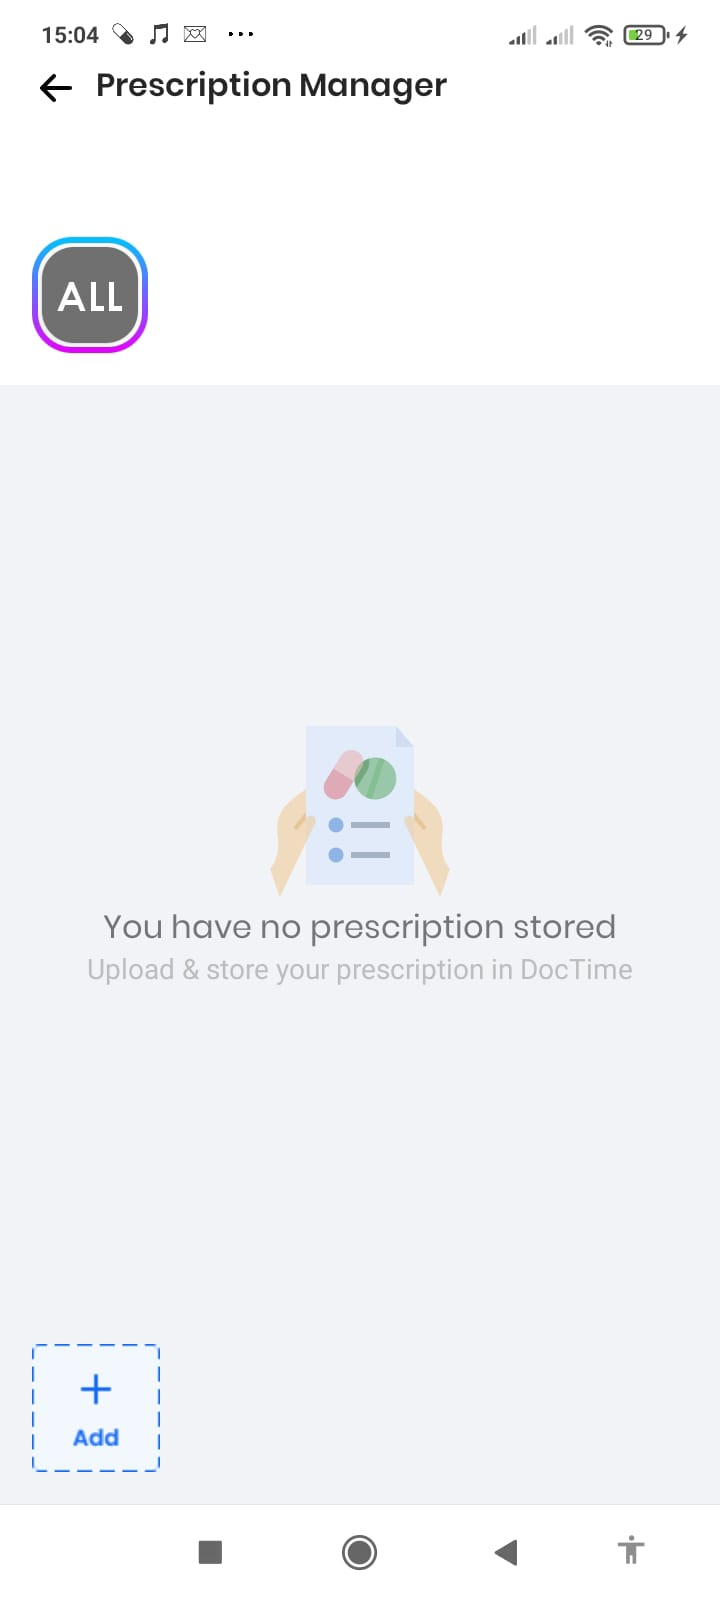 15:04
29
Prescription Manager
ALL
You have no prescription stored
Upload & store your prescription in DocTime
Add